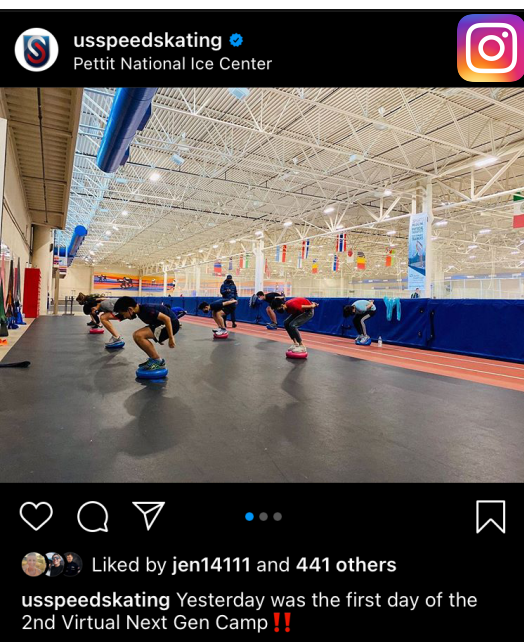 usspeedskating
Pettit National Ice Center
Liked by jen14111 and 441 others
usspeedskating Yesterday was the first day of the
2nd Virtual Next Gen Camp‼️